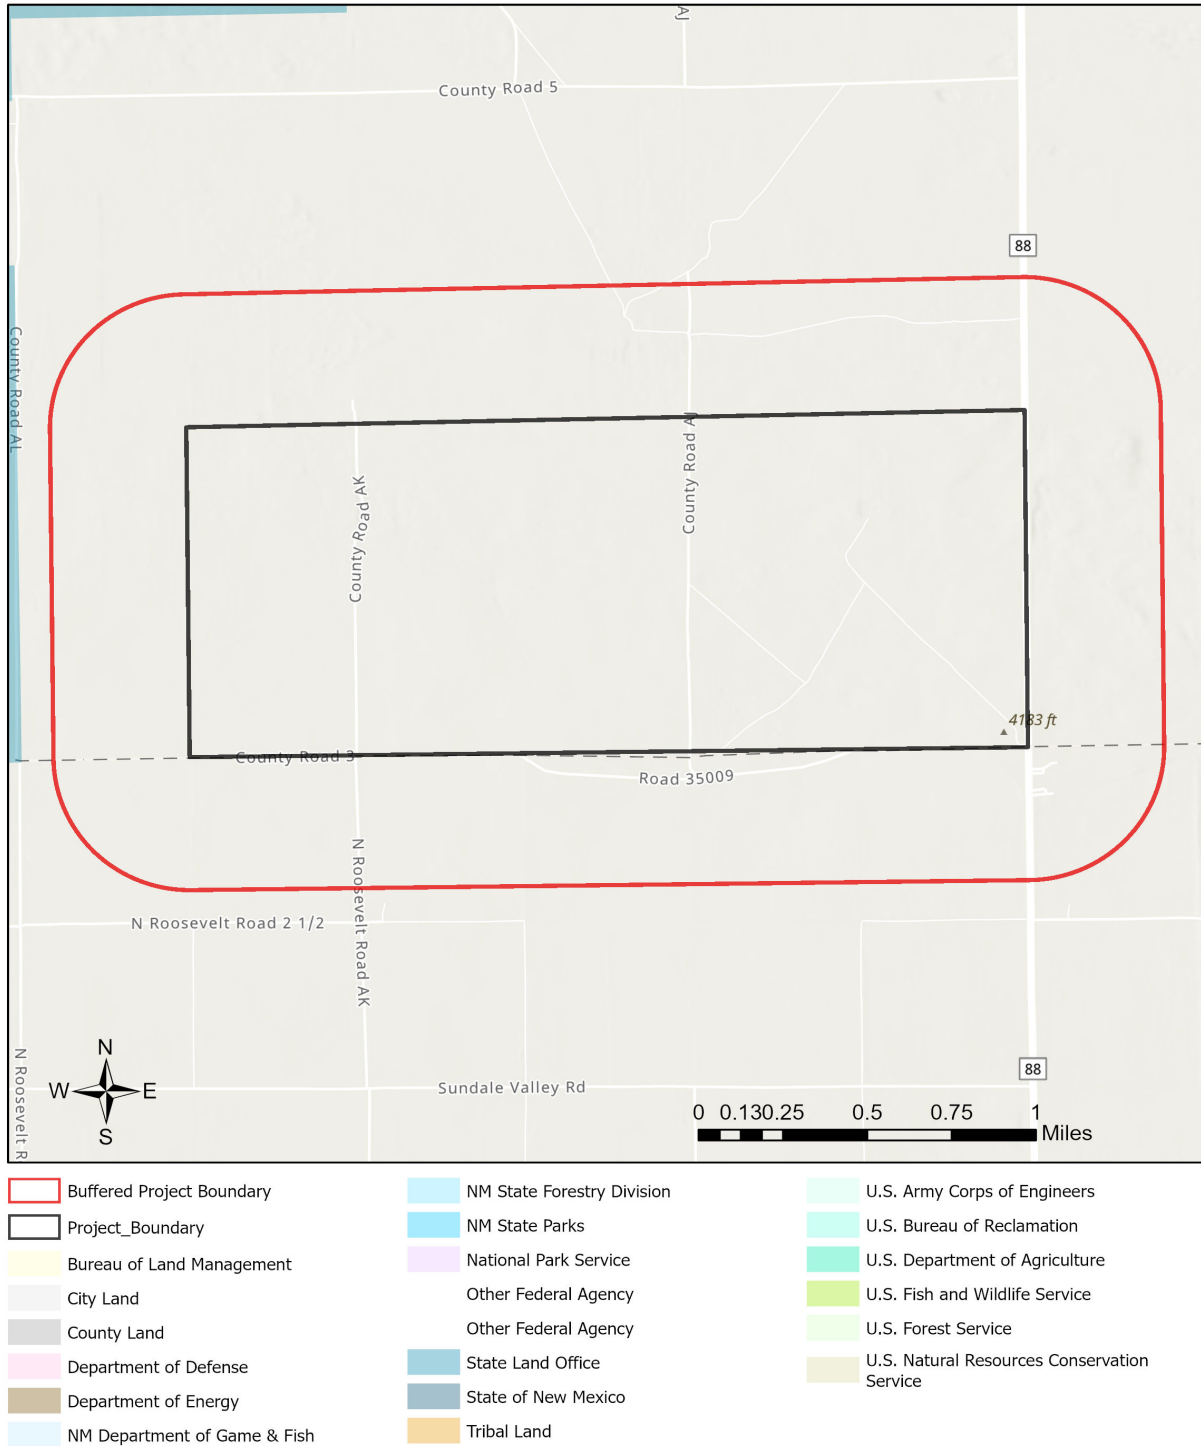 AJ
County Road 5
88
County Road AL
County Road AJ
County Road AK
4183 ft
County Road 3
Road 35009
N Roosevelt Road AK
N Roosevelt Road 2 1/2
N Roosevelt R
N
W E
S
Sundale Valley Rd
88
0 0.130.25 0.5 0.75 1
Miles
Buffered Project Boundary
Project_Boundary
Bureau of Land Management
City Land
County Land
Department of Defense
Department of Energy
NM Department of Game & Fish
NM State Forestry Division
NM State Parks
National Park Service
Other Federal Agency
Other Federal Agency
State Land Office
State of New Mexico
Tribal Land
U.S. Army Corps of Engineers
U.S. Bureau of Reclamation
U.S. Department of Agriculture
U.S. Fish and Wildlife Service
U.S. Forest Service
U.S. Natural Resources Conservation
Service